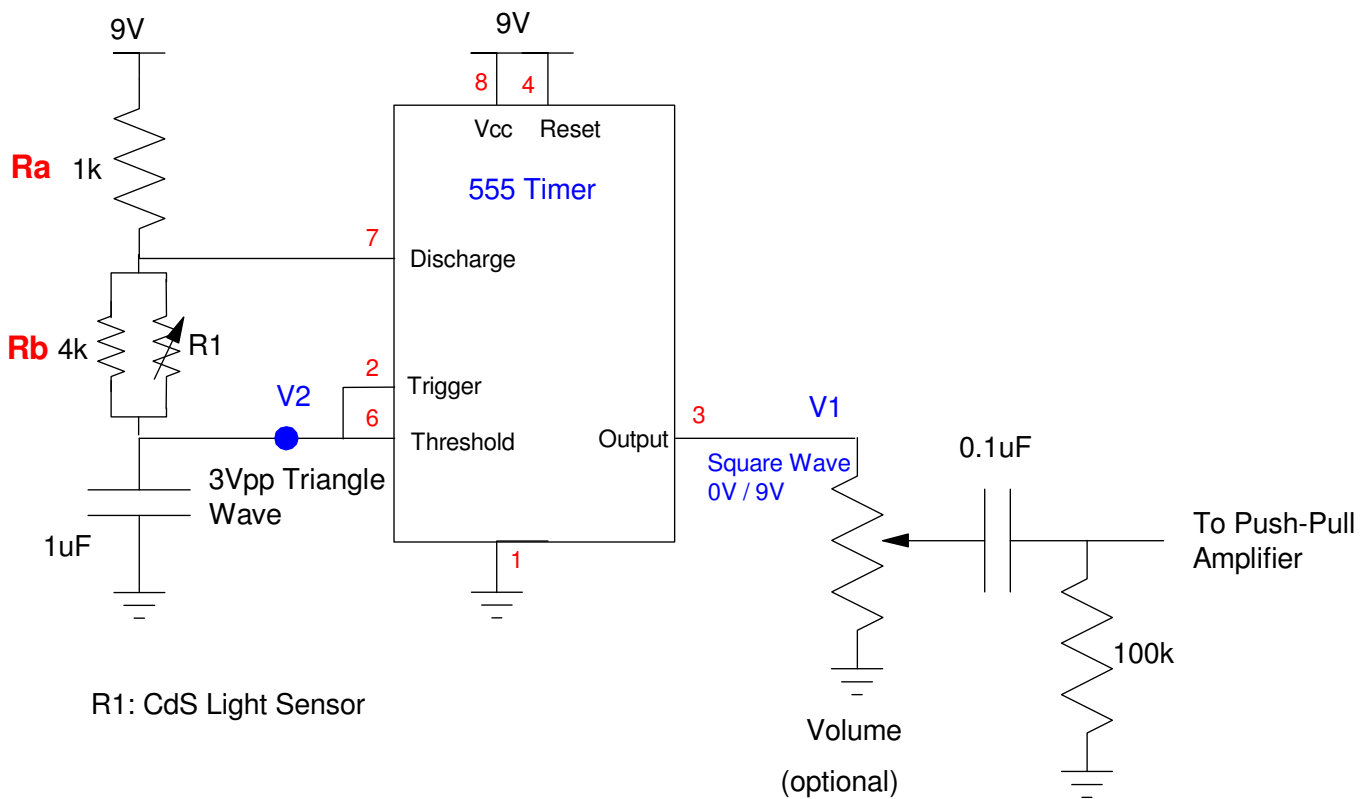 9V
9V
8
4
Vcc
Reset
Ra
1k
555 Timer
7
Discharge
Rb
4k
R1
2
Trigger
V2
6
Threshold
Output
3
V1
Square Wave
0V / 9V
0.1uF
3Vpp Triangle
Wave
1uF
1
To Push-Pull
Amplifier
100k
R1: CdS Light Sensor
Volume
(optional)